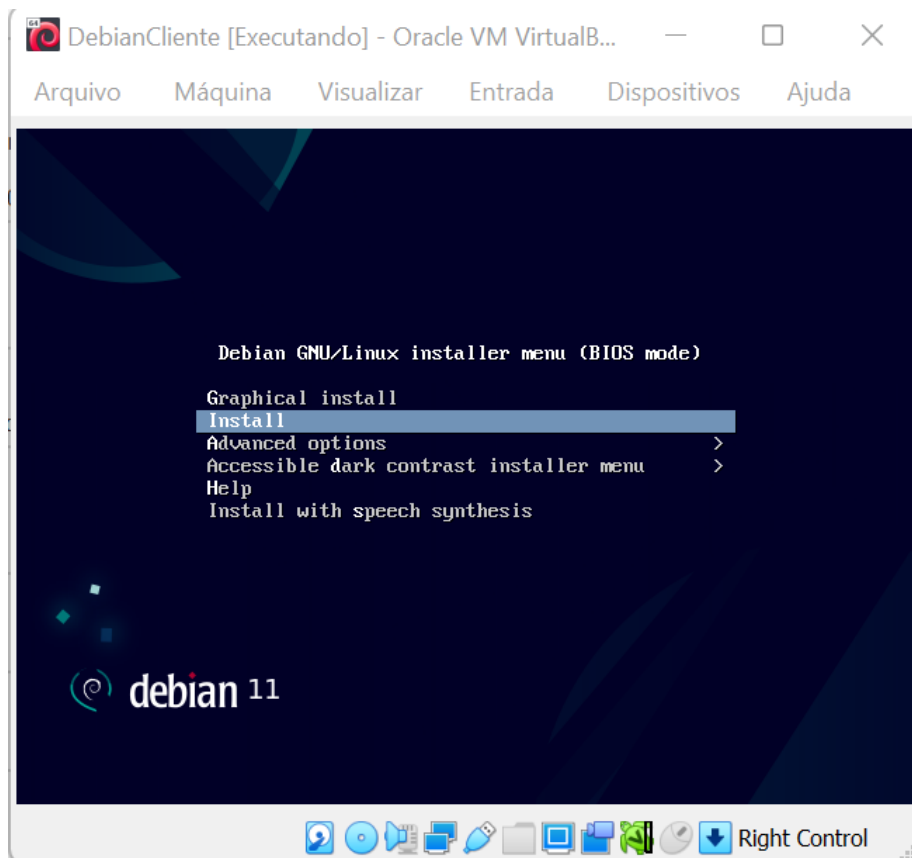 64
DebianCliente [Executando] - Oracle VM VirtualB...
Arquivo Máquina Visualizar Entrada Dispositivos Ajuda
Debian GNU/Linux installer menu (BIOS mode)
Graphical install
Install
Advanced options >
Accessible dark contrast installer menu >
Help
Install with speech synthesis
debian 11
Right Control